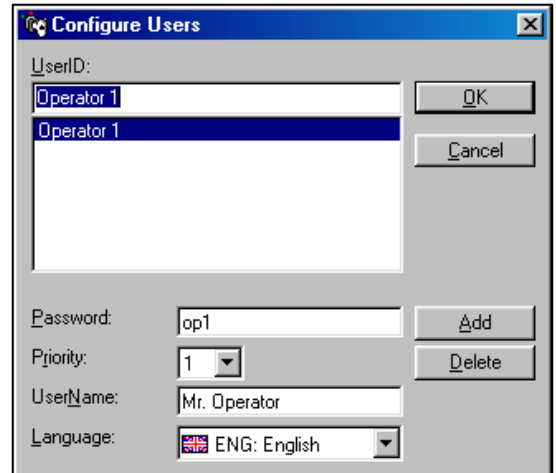 Configure Users
UserID:
Operator 1
OK
Operator 1
Cancel
Password:
op1
Add
Priority:
1
Delete
UserName:
Mr. Operator
Language:
ENG: English